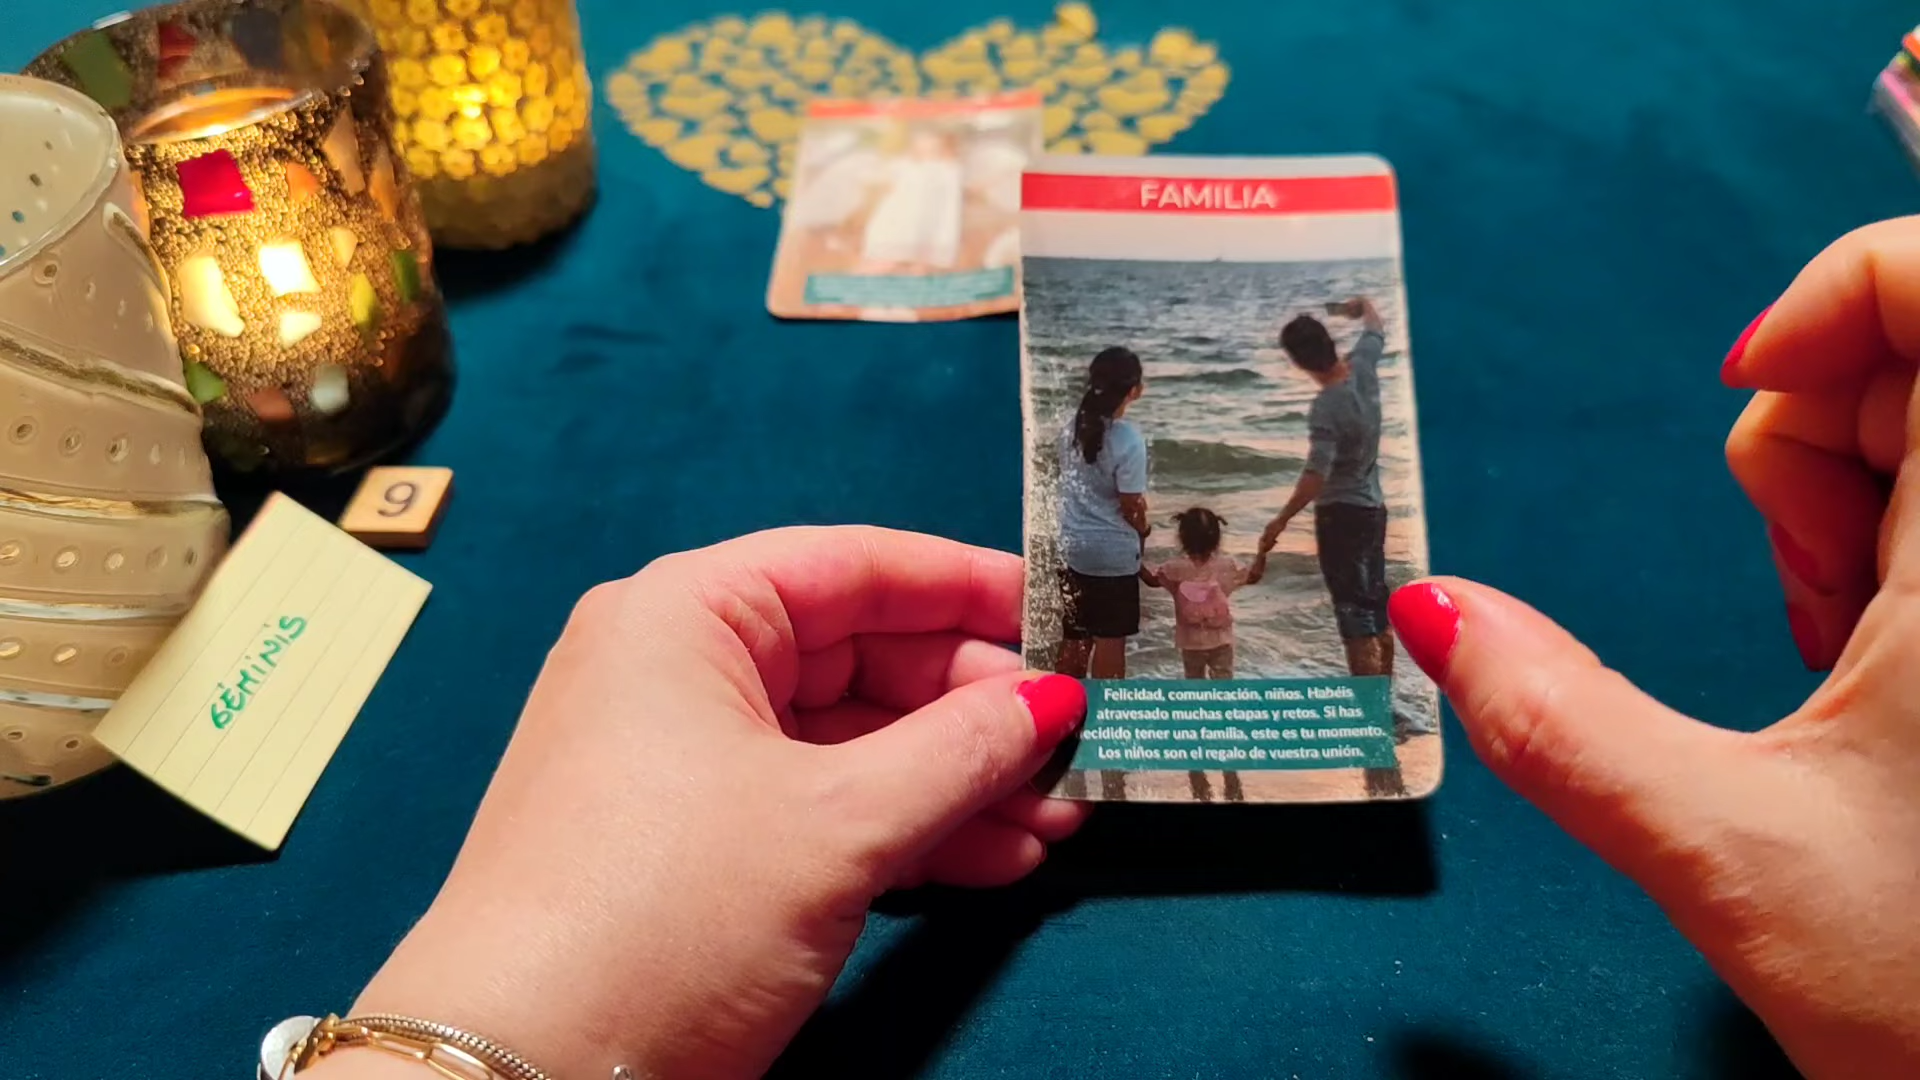 FAMILIA
Felicidad, comunicación, niños. Habéis
atravesado muchas etapas y retos. Si has
decidido tener una familia, este es tu momento.
Los niños son el regalo de vuestra unión.
9
GÉMINIS